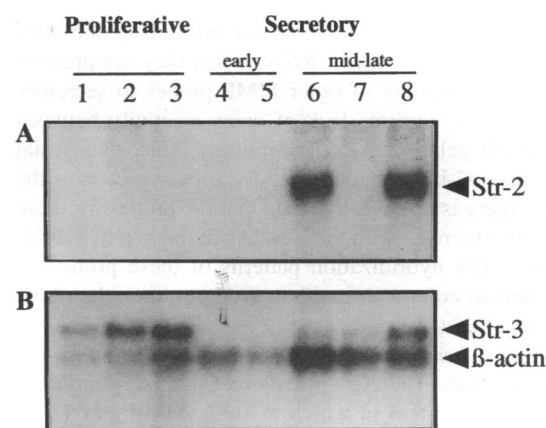 Proliferative Secretory
early mid-late
1 2 3 4 5 6 7 8
A
◀Str-2
B
◀Str-3
◀ß-actin